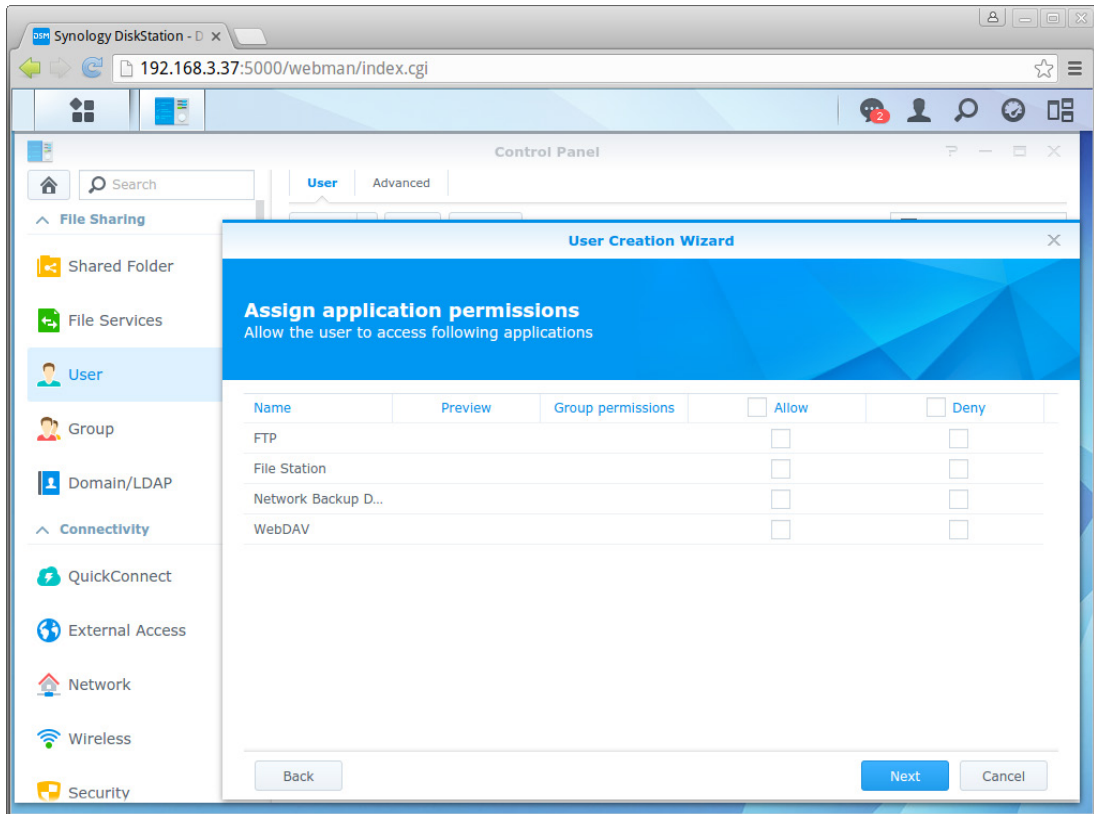 Synology DiskStation - D
192.168.3.37:5000/webman/index.cgi
2
Control Panel
Search
User Advanced
File Sharing
Shared Folder
File Services
User
Group
Domain/LDAP
Connectivity
QuickConnect
External Access
Network
Wireless
Security
User Creation Wizard
Assign application permissions
Allow the user to access following applications
Name Preview Group permissions Allow Deny
FTP
File Station
Network Backup D...
WebDAV
Back Next Cancel